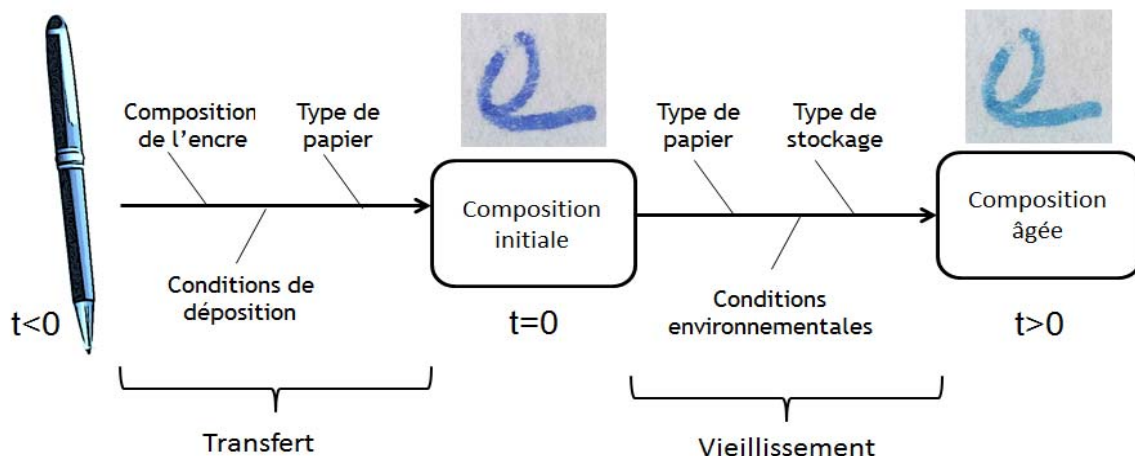 Composition
de l'encre
Type de
papier
Conditions de
déposition
t<0
Transfert
e
Composition
initiale
t=0
Type de
papier
Type de
stockage
Conditions
environnementales
Vieillissement
e
Composition
âgée
t>0